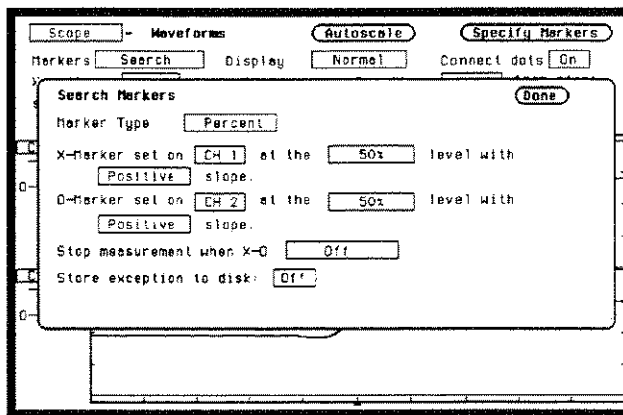 Scope - Waveforms Autoscale Specify Markers
Markers Search Display Normal Connect dots On
Search Markers Done
Marker Type Percent
X-Marker set on CH 1 at the 50% level with
Positive slope.
O-Marker set on CH 2 at the 50% level with
Positive slope.
Stop measurement when X-O Off
Store exception to disk: Off